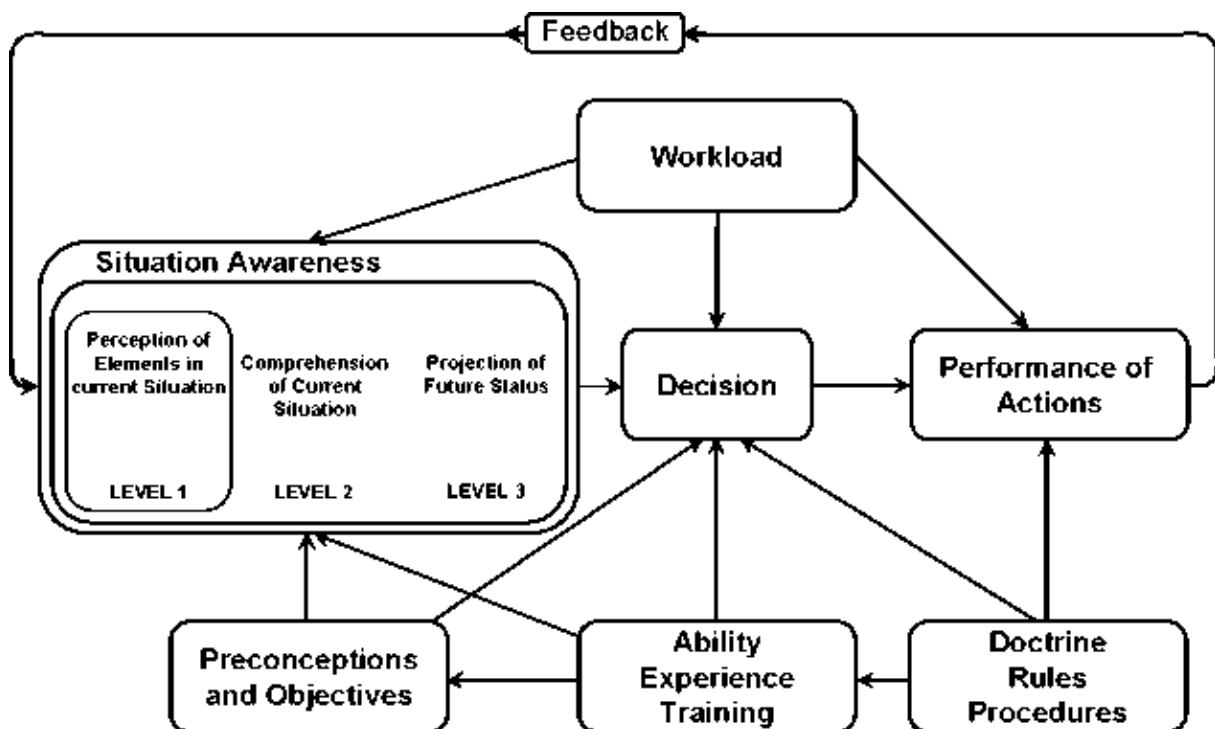 Feedback
Workload
Situation Awareness
Perception of
Elements in
current Situation
LEVEL 1
Comprehension
of Current
Situation
LEVEL 2
Projection of
Future Status
LEVEL 3
Decision
Performance of
Actions
Preconceptions
and Objectives
Ability
Experience
Training
Doctrine
Rules
Procedures